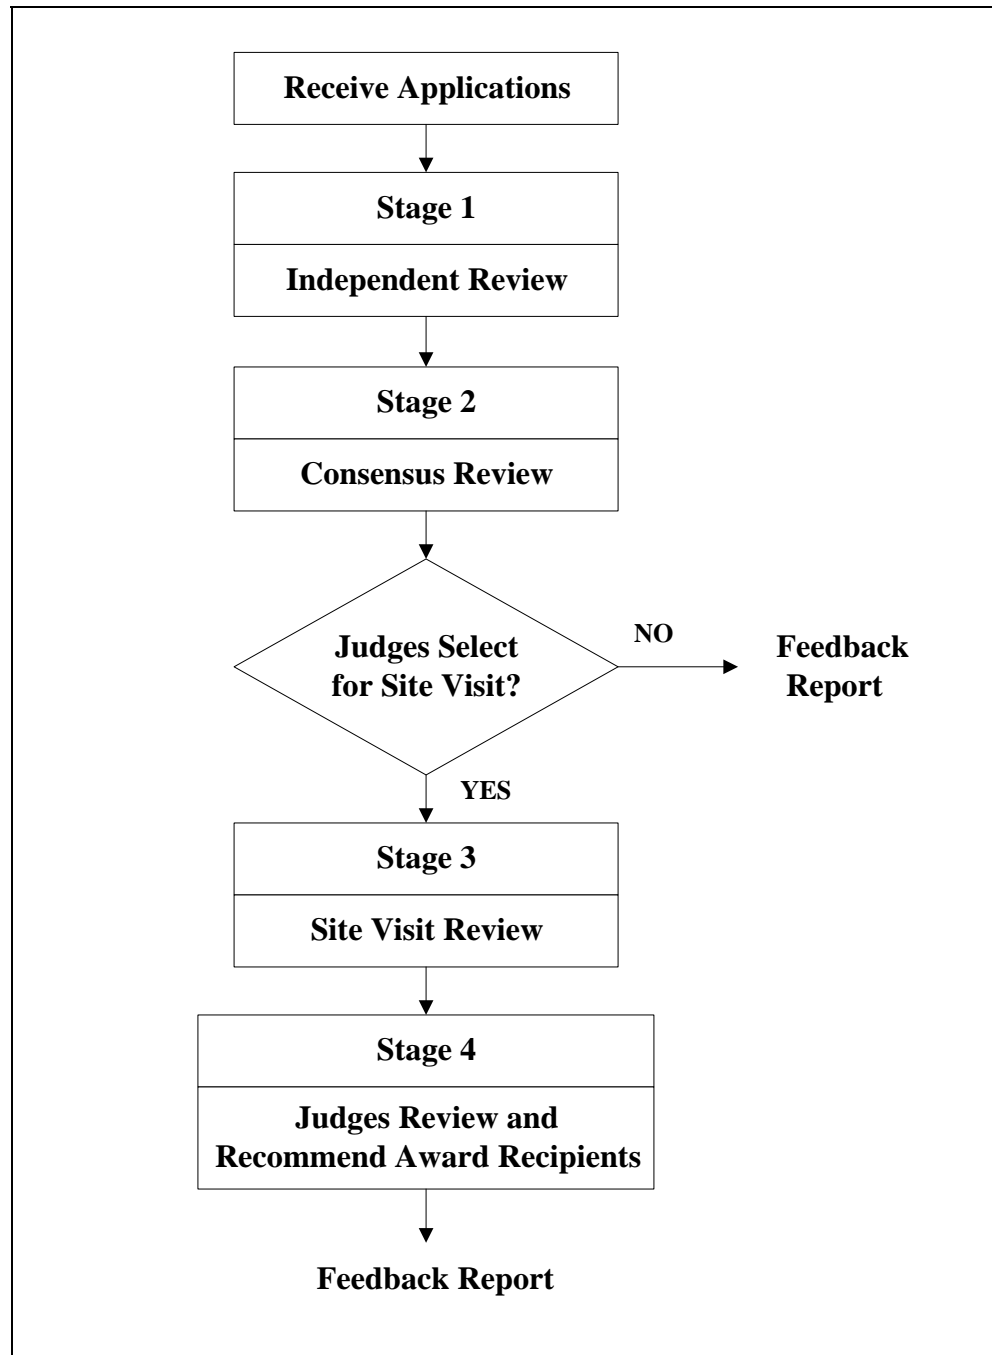 Receive Applications
Stage 1
Independent Review
Stage 2
Consensus Review
Judges Select
for Site Visit?
NO
Feedback
Report
YES
Stage 3
Site Visit Review
Stage 4
Judges Review and
Recommend Award Recipients
Feedback Report